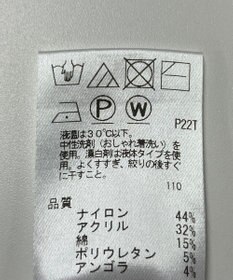 P W P22T
液温は30℃以下。
中性洗剤（おしゃれ着洗い）を
使用。漂白剤は液体タイプを使
用。よくすすぎ、絞りの後すぐ
に干すこと。
110
品質
ナイロン 44%
アクリル 32%
綿 15%
ポリウレタン 5%
アンゴラ 4%